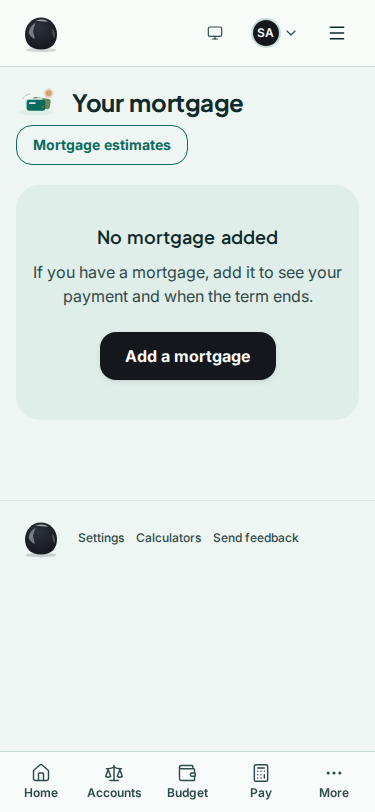 SA
Your mortgage
Mortgage estimates
No mortgage added
If you have a mortgage, add it to see your
payment and when the term ends.
Add a mortgage
Settings Calculators Send feedback
Home Accounts Budget Pay More